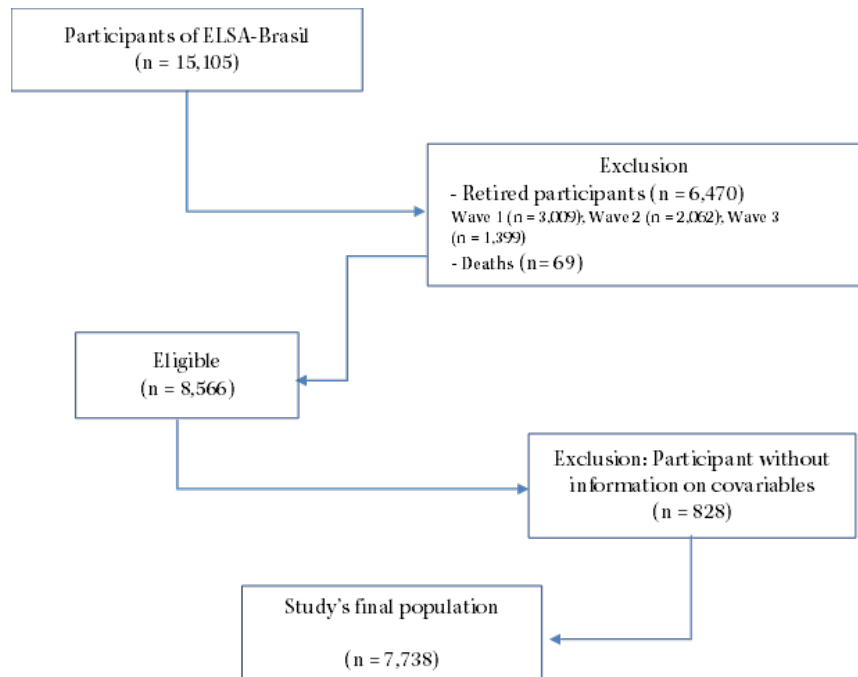 Participants of ELSA-Brasil
(n = 15,105)
Exclusion
- Retired participants (n = 6,470)
Wave 1 (n = 3,009); Wave 2 (n = 2,062); Wave 3
(n = 1,399)
- Deaths (n= 69)
Eligible
(n = 8,566)
Exclusion: Participant without
information on covariables
(n = 828)
Study's final population
(n = 7,738)